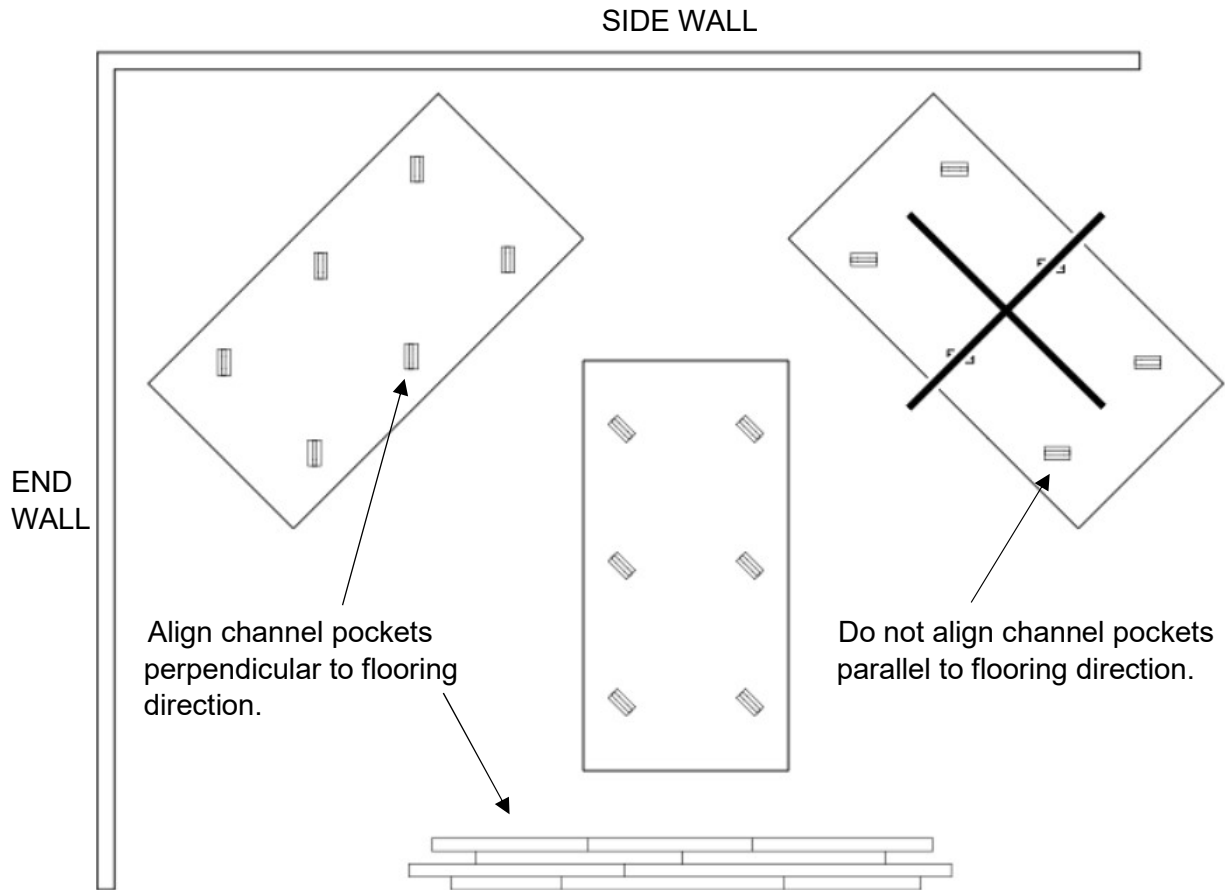 SIDE WALL
END
WALL
Align channel pockets
perpendicular to flooring
direction.
Do not align channel pockets
parallel to flooring direction.